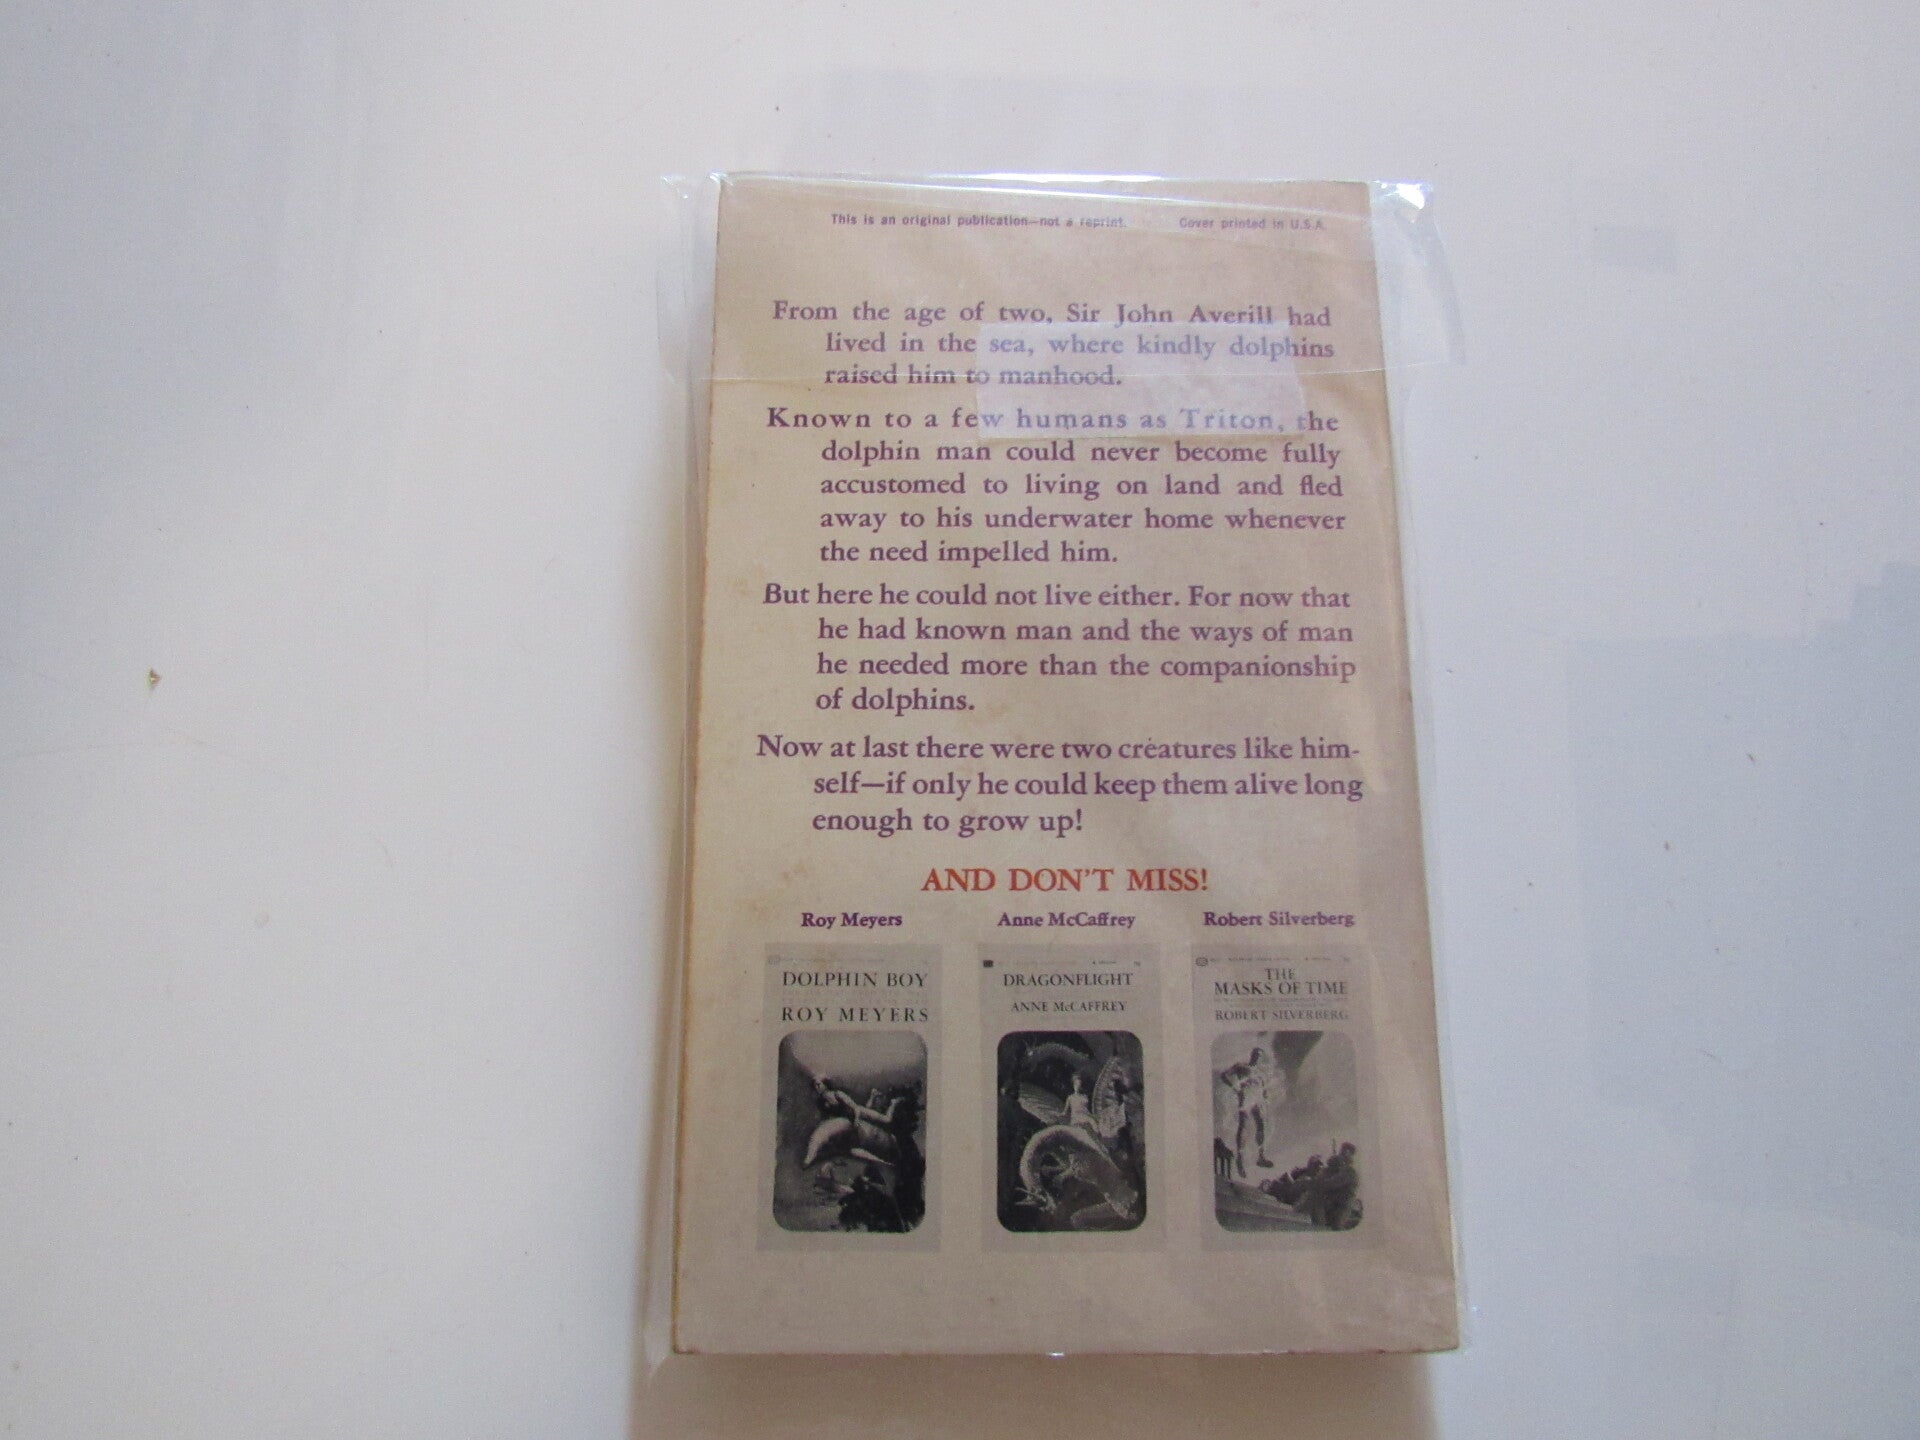 This is an original publication—not a reprint. Cover printed in U.S.A.
From the age of two, Sir John Averill had
lived in the sea, where kindly dolphins
raised him to manhood.
Known to a few humans as Triton, the
dolphin man could never become fully
accustomed to living on land and fled
away to his underwater home whenever
the need impelled him.
But here he could not live either. For now that
he had known man and the ways of man
he needed more than the companionship
of dolphins.
Now at last there were two creatures like him-
self—if only he could keep them alive long
enough to grow up!
AND DON'T MISS!
Roy Meyers Anne McCaffrey Robert Silverberg
DOLPHIN BOY
ROY MEYERS
DRAGONFLIGHT
ANNE McCAFFREY
THE
MASKS OF TIME
ROBERT SILVERBERG